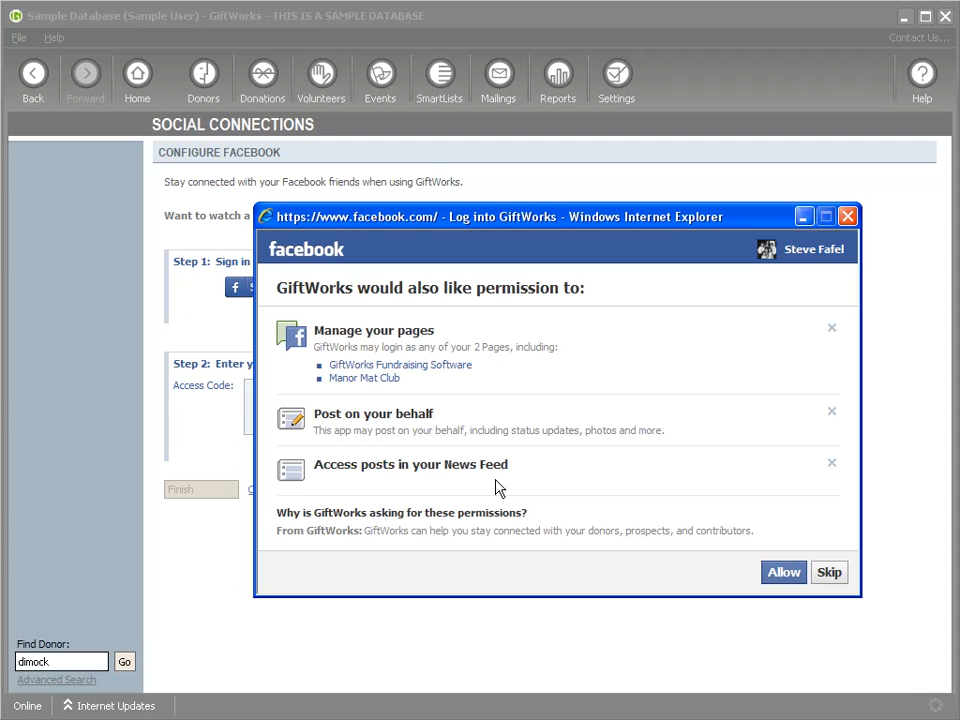 Sample Database (Sample User) - GiftWorks - THIS IS A SAMPLE DATABASE
File Help Contact Us...
Back Forward Home Donors Donations Volunteers Events SmartLists Mailings Reports Settings Help
SOCIAL CONNECTIONS
CONFIGURE FACEBOOK
Stay connected with your Facebook friends when using GiftWorks.
Want to watch a
Step 1: Sign in
Step 2: Enter y
Access Code:
Finish
https://www.facebook.com/ - Log into GiftWorks - Windows Internet Explorer
facebook Steve Fafel
GiftWorks would also like permission to:
Manage your pages
GiftWorks may login as any of your 2 Pages, including:
GiftWorks Fundraising Software
Manor Mat Club
Post on your behalf
This app may post on your behalf, including status updates, photos and more.
Access posts in your News Feed
Why is GiftWorks asking for these permissions?
From GiftWorks: GiftWorks can help you stay connected with your donors, prospects, and contributors.
Allow Skip
Find Donor:
dimock Go
Advanced Search
Online Internet Updates